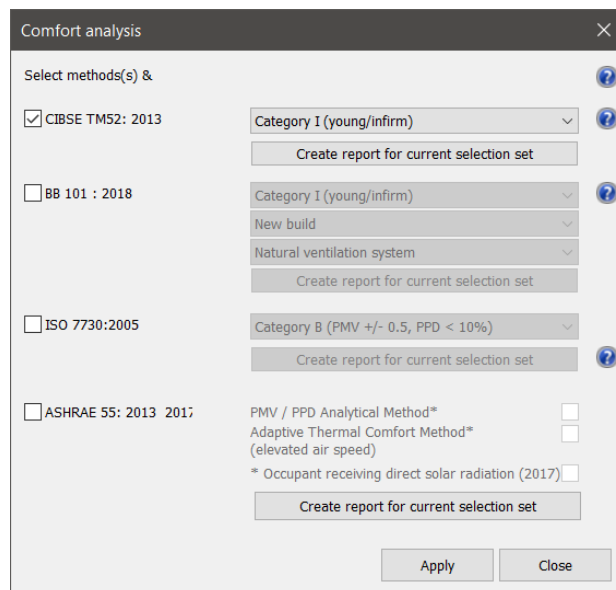 Comfort analysis
Select methods(s) &
CIBSE TM52: 2013
Category I (young/infirm)
Create report for current selection set
BB 101 : 2018
Category I (young/infirm)
New build
Natural ventilation system
Create report for current selection set
ISO 7730:2005
Category B (PMV +/- 0.5, PPD < 10%)
Create report for current selection set
ASHRAE 55: 2013 2017
PMV / PPD Analytical Method*
Adaptive Thermal Comfort Method*
(elevated air speed)
* Occupant receiving direct solar radiation (2017)
Create report for current selection set
Apply
Close